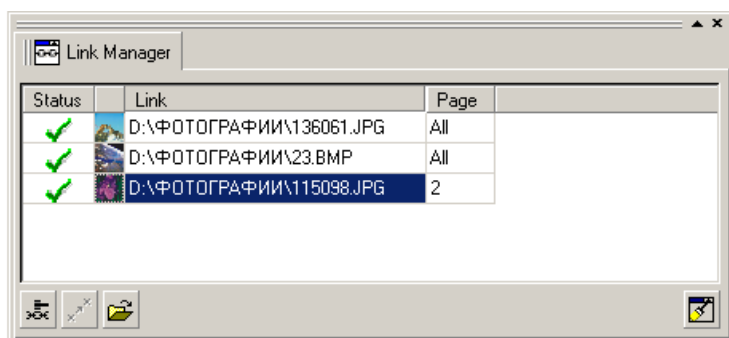 Link Manager
Status Link Page
D:\ФОТОГРАФИИ\136061.JPG All
D:\ФОТОГРАФИИ\23.BMP All
D:\ФОТОГРАФИИ\115098.JPG 2